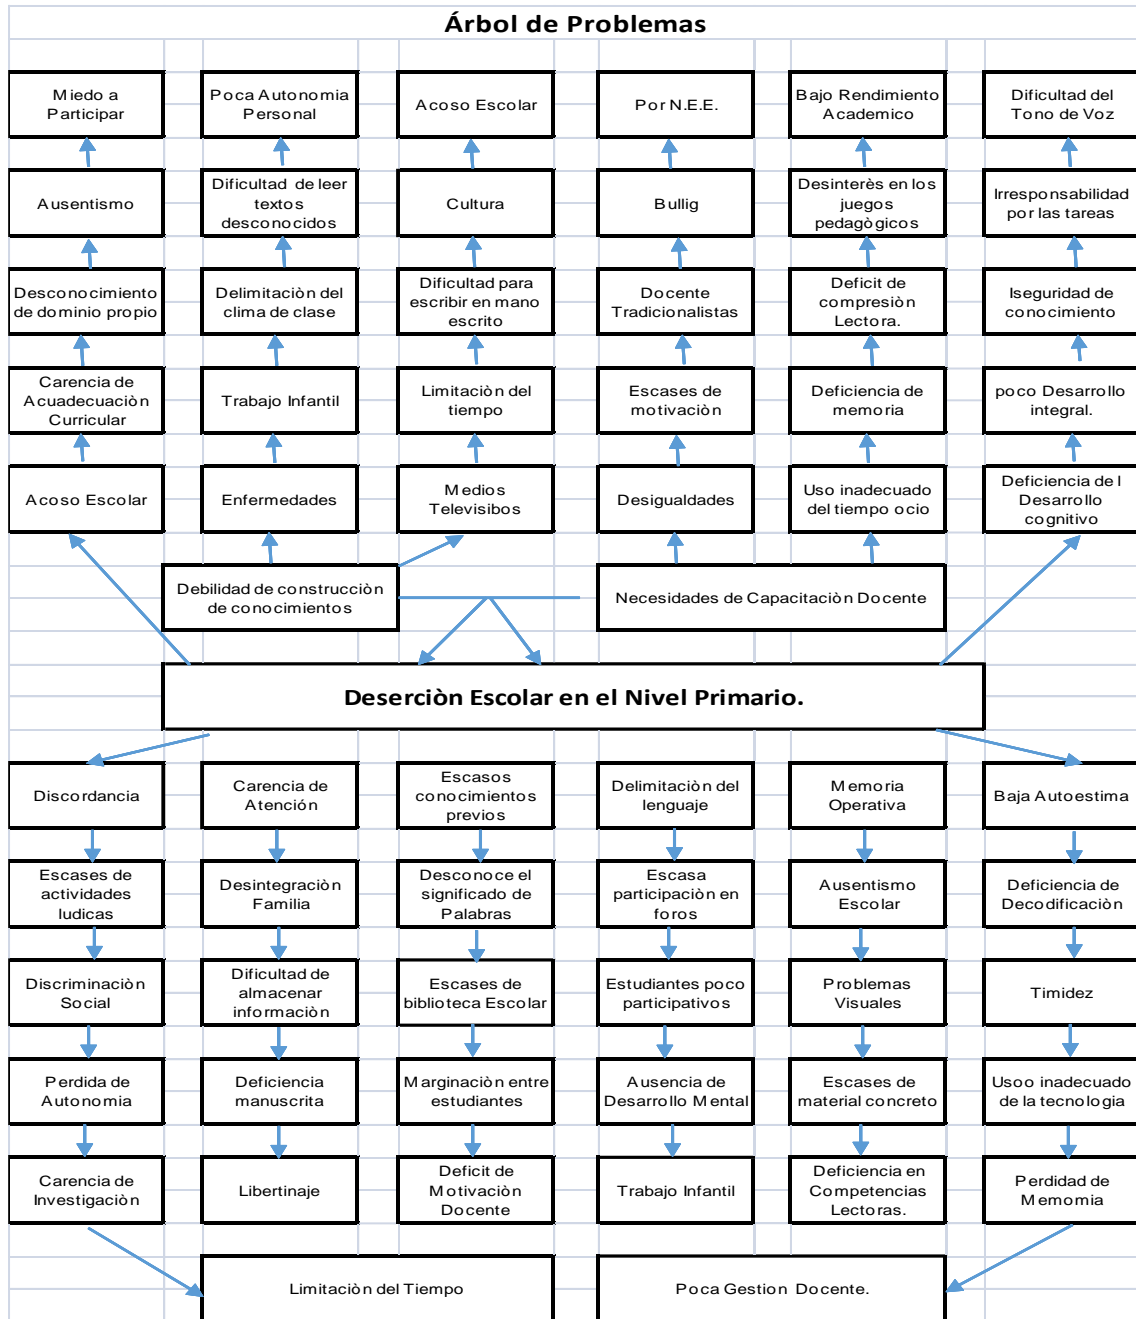 Árbol de Problemas
Miedo a
Participar
Poca Autonomia
Personal
Acoso Escolar
Por N.E.E.
Bajo Rendimiento
Academico
Dificultad del
Tono de Voz
Ausentismo
Dificultad de leer
textos
desconocidos
Cultura
Bullig
Desinterès en los
juegos
pedagògicos
Irresponsabilidad
por las tareas
Desconocimiento
de dominio propio
Delimitaciòn del
clima de clase
Dificultad para
escribir en mano
escrito
Docente
Tradicionalistas
Deficit de
compresiòn
Lectora.
Iseguridad de
conocimiento
Carencia de
Acuadecuaciòn
Curricular
Trabajo Infantil
Limitaciòn del
tiempo
Escases de
motivaciòn
Deficiencia de
memoria
poco Desarrollo
integral.
Acoso Escolar
Enfermedades
Medios
Televisibos
Desigualdades
Uso inadecuado
del tiempo ocio
Deficiencia de l
Desarrollo
cognitivo
Debilidad de construcciòn
de conocimientos
Necesidades de Capacitaciòn Docente
Deserciòn Escolar en el Nivel Primario.
Discordancia
Carencia de
Atención
Escasos
conocimientos
previos
Delimitaciòn del
lenguaje
Memoria
Operativa
Baja Autoestima
Escases de
actividades
ludicas
Desintegraciòn
Familia
Desconoce el
significado de
Palabras
Escasa
participaciòn en
foros
Ausentismo
Escolar
Deficiencia de
Decodificaciòn
Discriminaciòn
Social
Dificultad de
almacenar
informaciòn
Escases de
biblioteca Escolar
Estudiantes poco
participativos
Problemas
Visuales
Timidez
Perdida de
Autonomia
Deficiencia
manuscrita
Marginaciòn entre
estudiantes
Ausencia de
Desarrollo Mental
Escases de
material concreto
Usoo inadecuado
de la tecnologia
Carencia de
Investigaciòn
Libertinaje
Deficit de
Motivaciòn
Docente
Trabajo Infantil
Deficiencia en
Competencias
Lectoras.
Perdidad de
Memomia
Limitaciòn del Tiempo
Poca Gestion Docente.